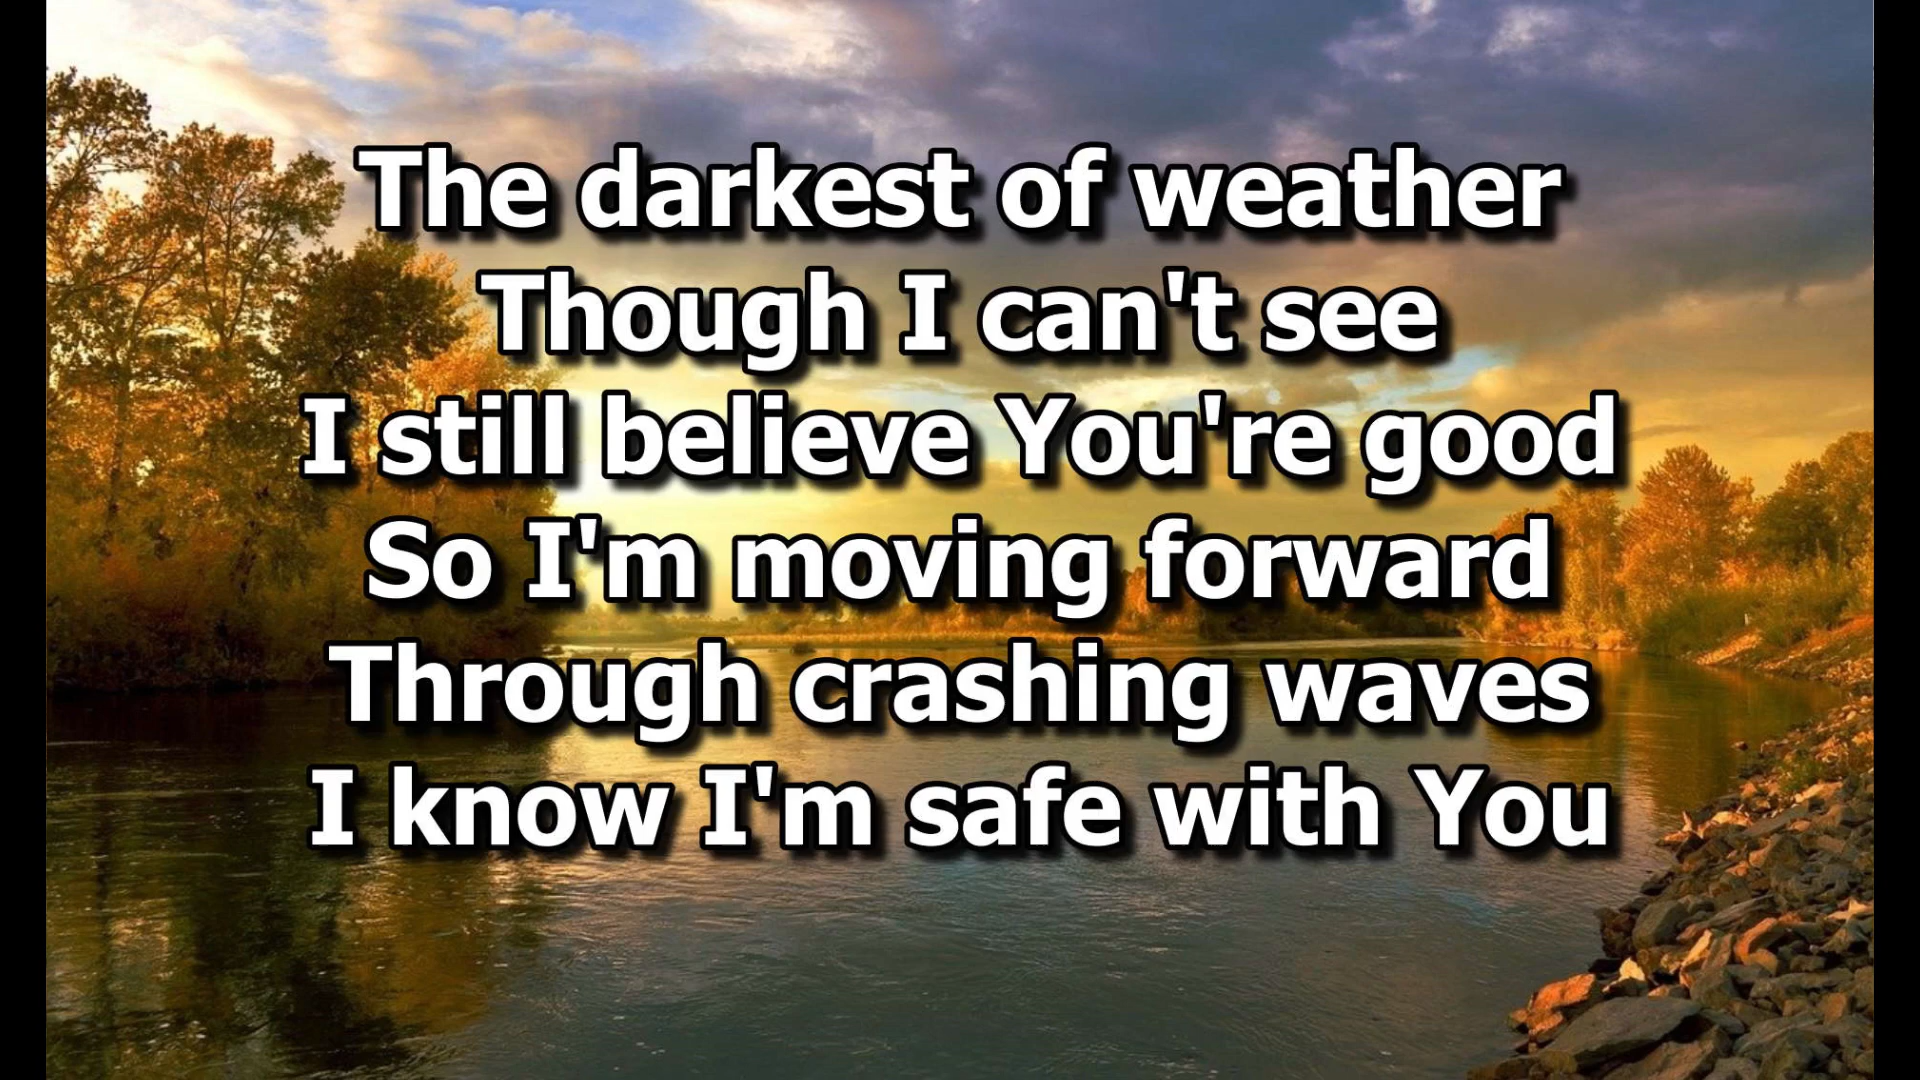 The darkest of weather
Though I can't see
I still believe You're good
So I'm moving forward
Through crashing waves
I know I'm safe with You